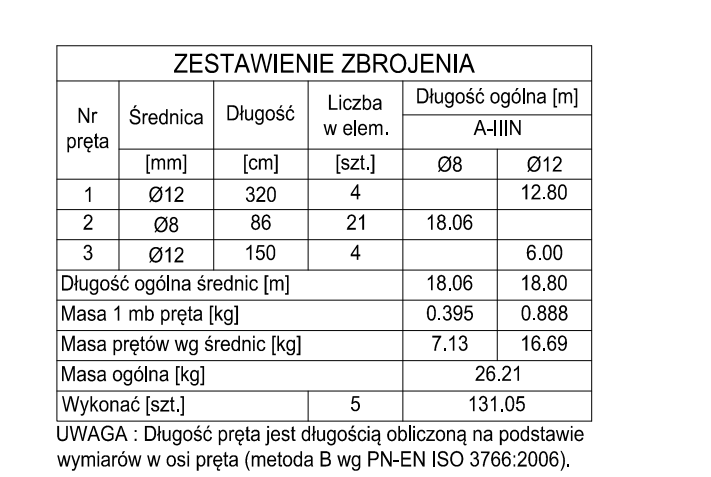 ZESTAWIENIE ZBROJENIA
Nr pręta Średnica Długość Liczba w elem. Długość ogólna [m]
A-IIIN
[mm] [cm] [szt.] Ø8 Ø12
1 Ø12 320 4 12.80
2 Ø8 86 21 18.06
3 Ø12 150 4 6.00
Długość ogólna średnic [m] 18.06 18.80
Masa 1 mb pręta [kg] 0.395 0.888
Masa prętów wg średnic [kg] 7.13 16.69
Masa ogólna [kg] 26.21
Wykonać [szt.] 5 131.05
UWAGA : Długość pręta jest długością obliczoną na podstawie
wymiarów w osi pręta (metoda B wg PN-EN ISO 3766:2006).